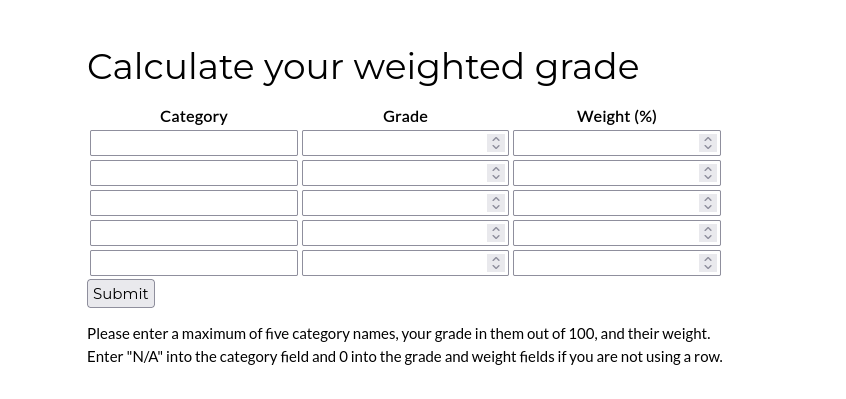 Calculate your weighted grade
Category Grade Weight (%)
Submit
Please enter a maximum of five category names, your grade in them out of 100, and their weight.
Enter "N/A" into the category field and 0 into the grade and weight fields if you are not using a row.